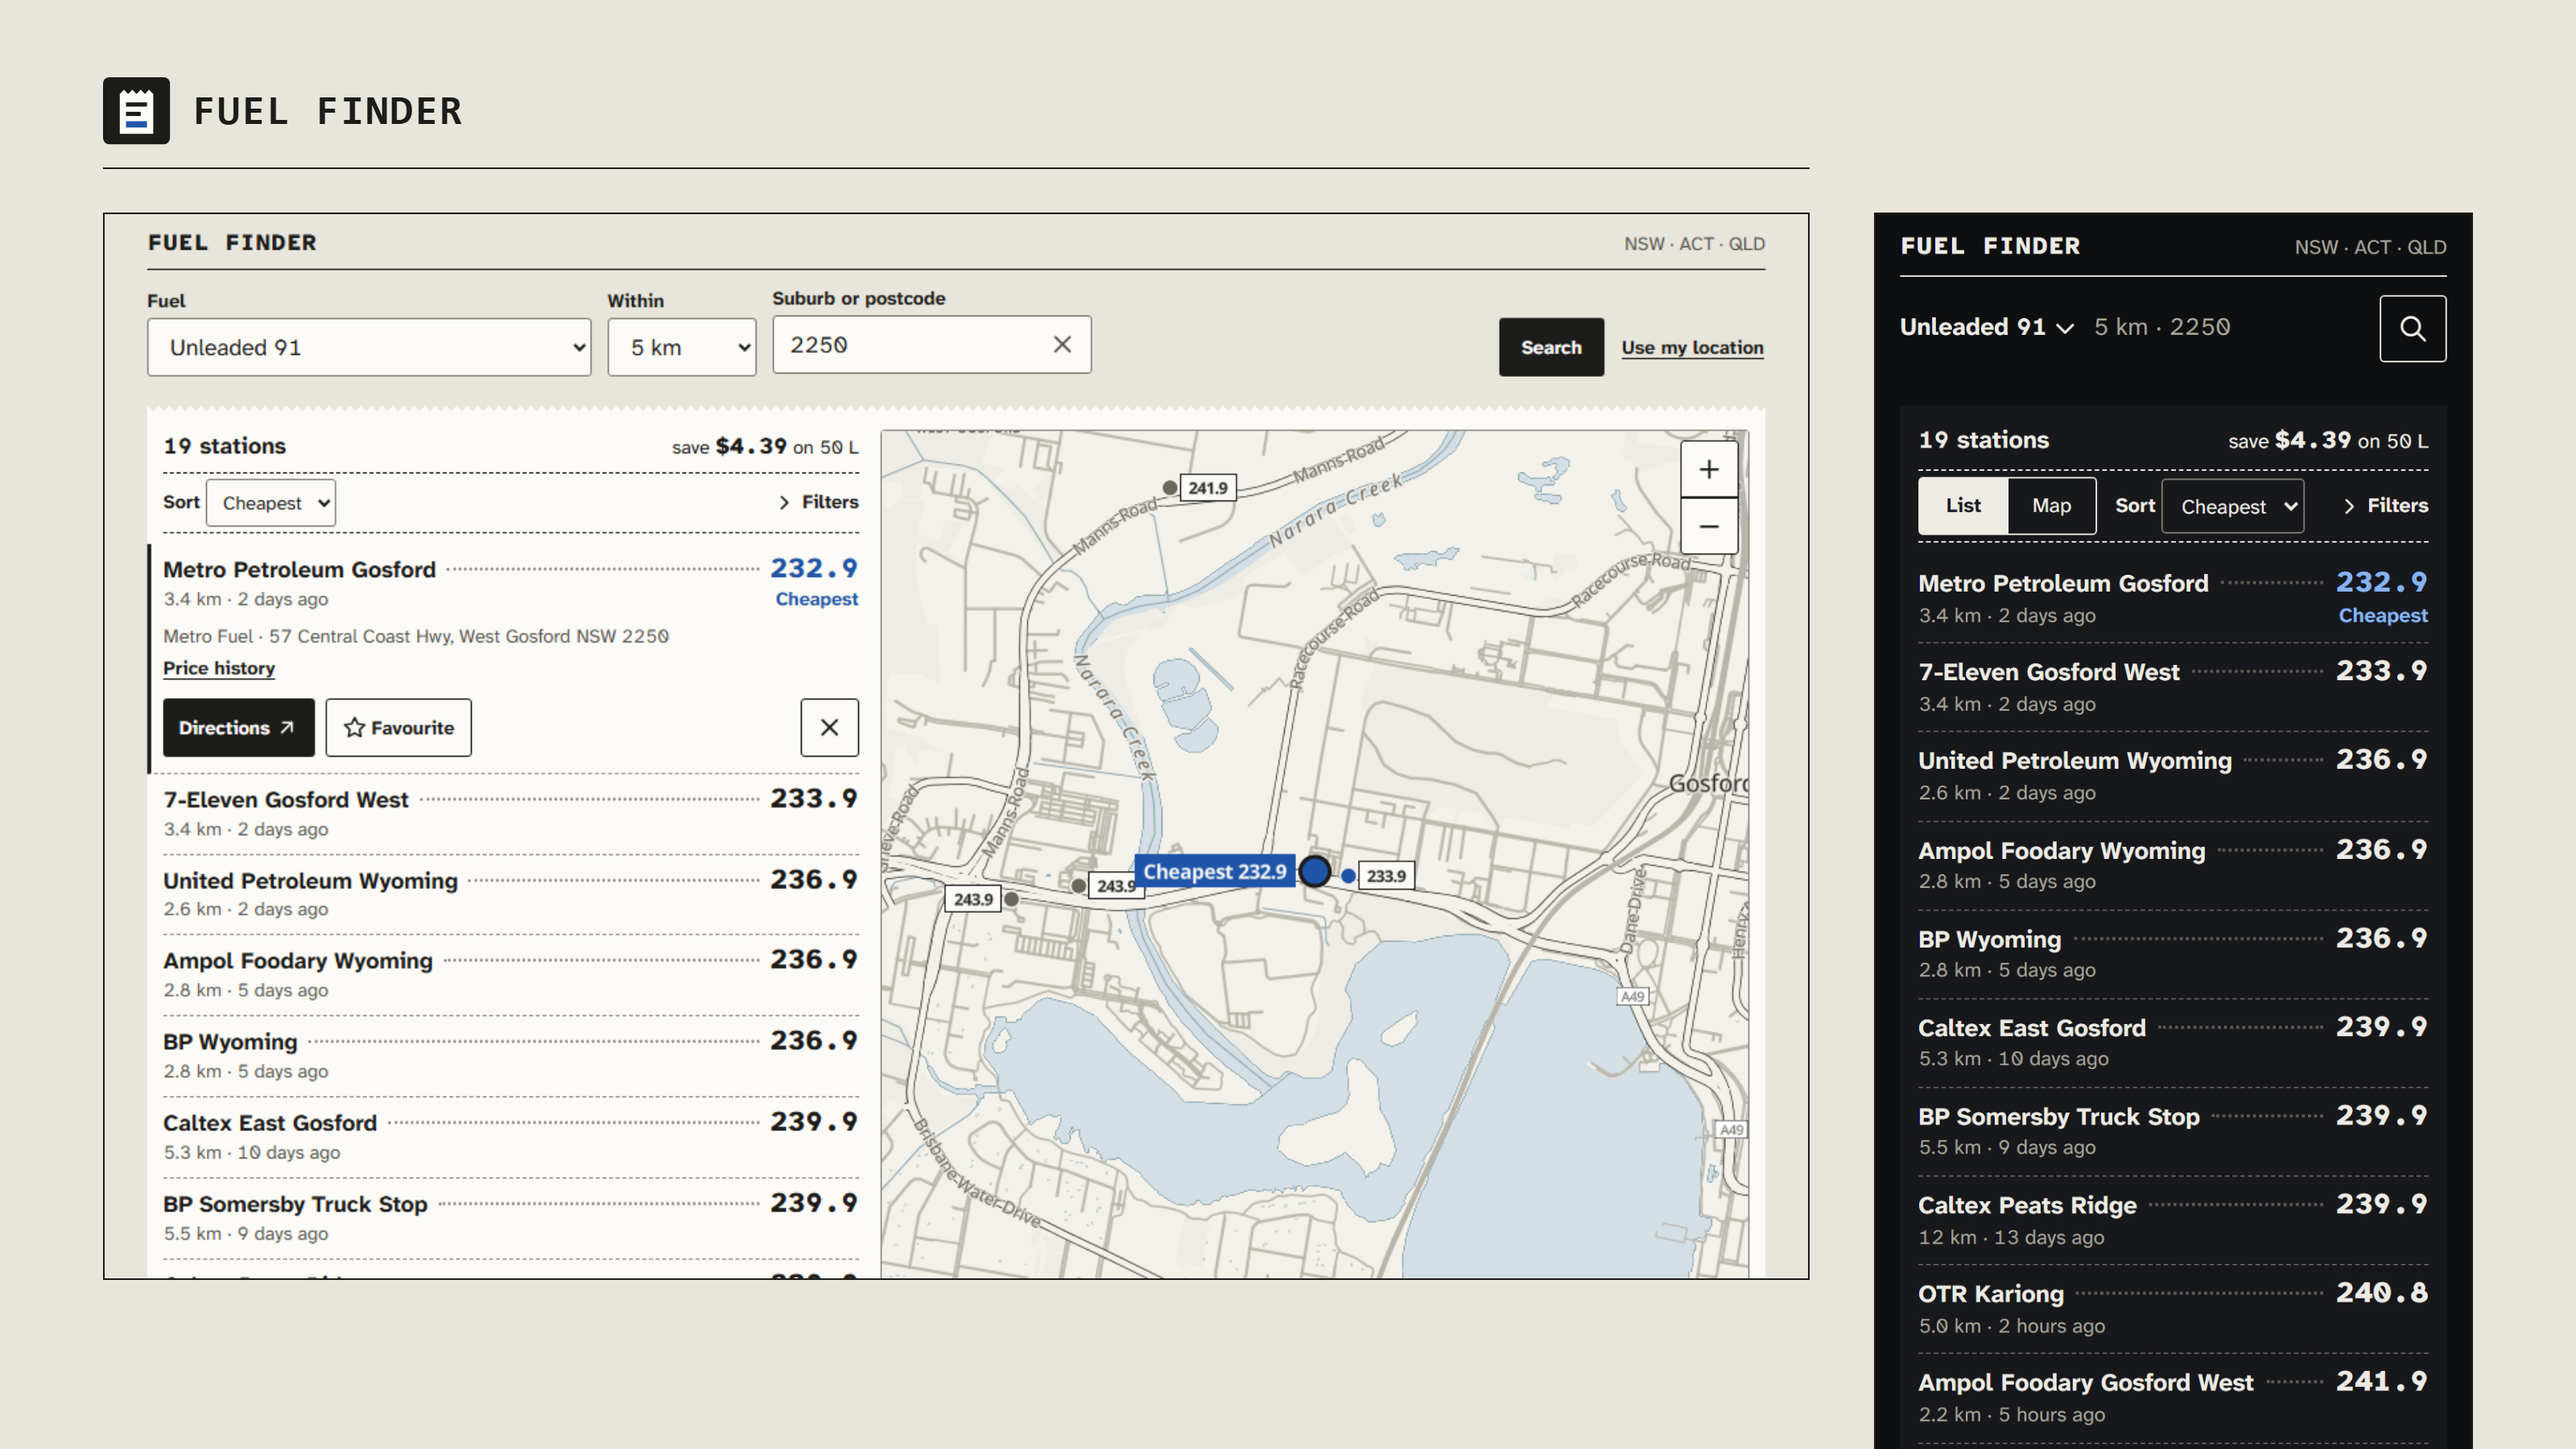 FUEL FINDER
FUEL FINDER
NSW · ACT · QLD
Fuel
Within
Suburb or postcode
Unleaded 91
5 km
2250
Search
Use my location
19 stations
save $4.39 on 50 L
Sort
Cheapest
Filters
Metro Petroleum Gosford
232.9
3.4 km · 2 days ago
Cheapest
Metro Fuel · 57 Central Coast Hwy, West Gosford NSW 2250
Price history
Directions
Favourite
7-Eleven Gosford West
233.9
3.4 km · 2 days ago
United Petroleum Wyoming
236.9
2.6 km · 2 days ago
Ampol Foodary Wyoming
236.9
2.8 km · 5 days ago
BP Wyoming
236.9
2.8 km · 5 days ago
Caltex East Gosford
239.9
5.3 km · 10 days ago
BP Somersby Truck Stop
239.9
5.5 km · 9 days ago
241.9
Manns Road
Manns Road
Narara Creek
Racecourse Road
Racecourse Road
Narara Creek
Manns Road
Gosford
Cheapest 232.9
233.9
243.9
243.9
Dane Drive
A49
A49
Brisbane Water Drive
+
−
FUEL FINDER
NSW · ACT · QLD
Unleaded 91
5 km · 2250
19 stations
save $4.39 on 50 L
List
Map
Sort
Cheapest
Filters
Metro Petroleum Gosford
232.9
3.4 km · 2 days ago
Cheapest
7-Eleven Gosford West
233.9
3.4 km · 2 days ago
United Petroleum Wyoming
236.9
2.6 km · 2 days ago
Ampol Foodary Wyoming
236.9
2.8 km · 5 days ago
BP Wyoming
236.9
2.8 km · 5 days ago
Caltex East Gosford
239.9
5.3 km · 10 days ago
BP Somersby Truck Stop
239.9
5.5 km · 9 days ago
Caltex Peats Ridge
239.9
12 km · 13 days ago
OTR Kariong
240.8
5.0 km · 2 hours ago
Ampol Foodary Gosford West
241.9
2.2 km · 5 hours ago